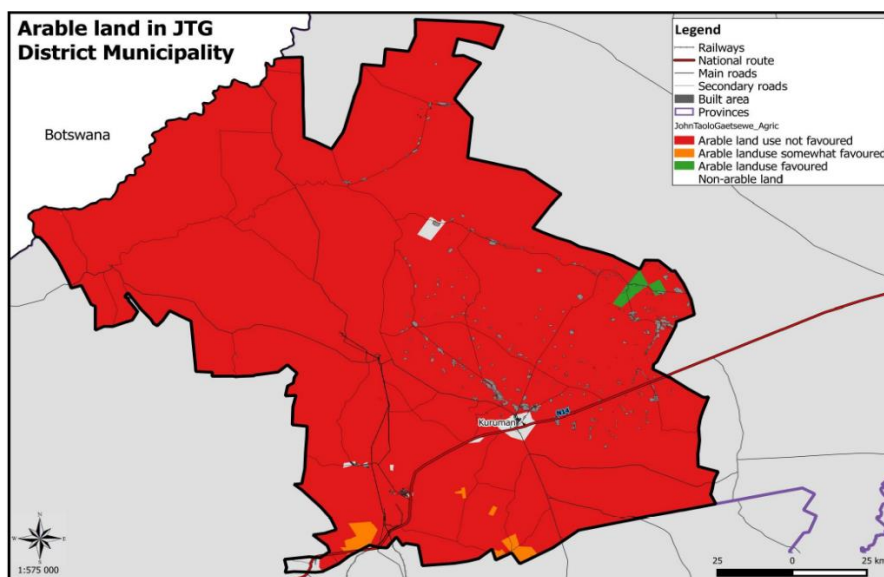 Arable land in JTG
District Municipality
Legend
Railways
National route
Main roads
Secondary roads
Built area
Provinces
JohnTaoloGaetsewe_Agric
Arable land use not favoured
Arable landuse somewhat favoured
Arable landuse favoured
Non-arable land
Botswana
N14
Kuruman
N
W
E
S
1:575 000
25
0
25 km